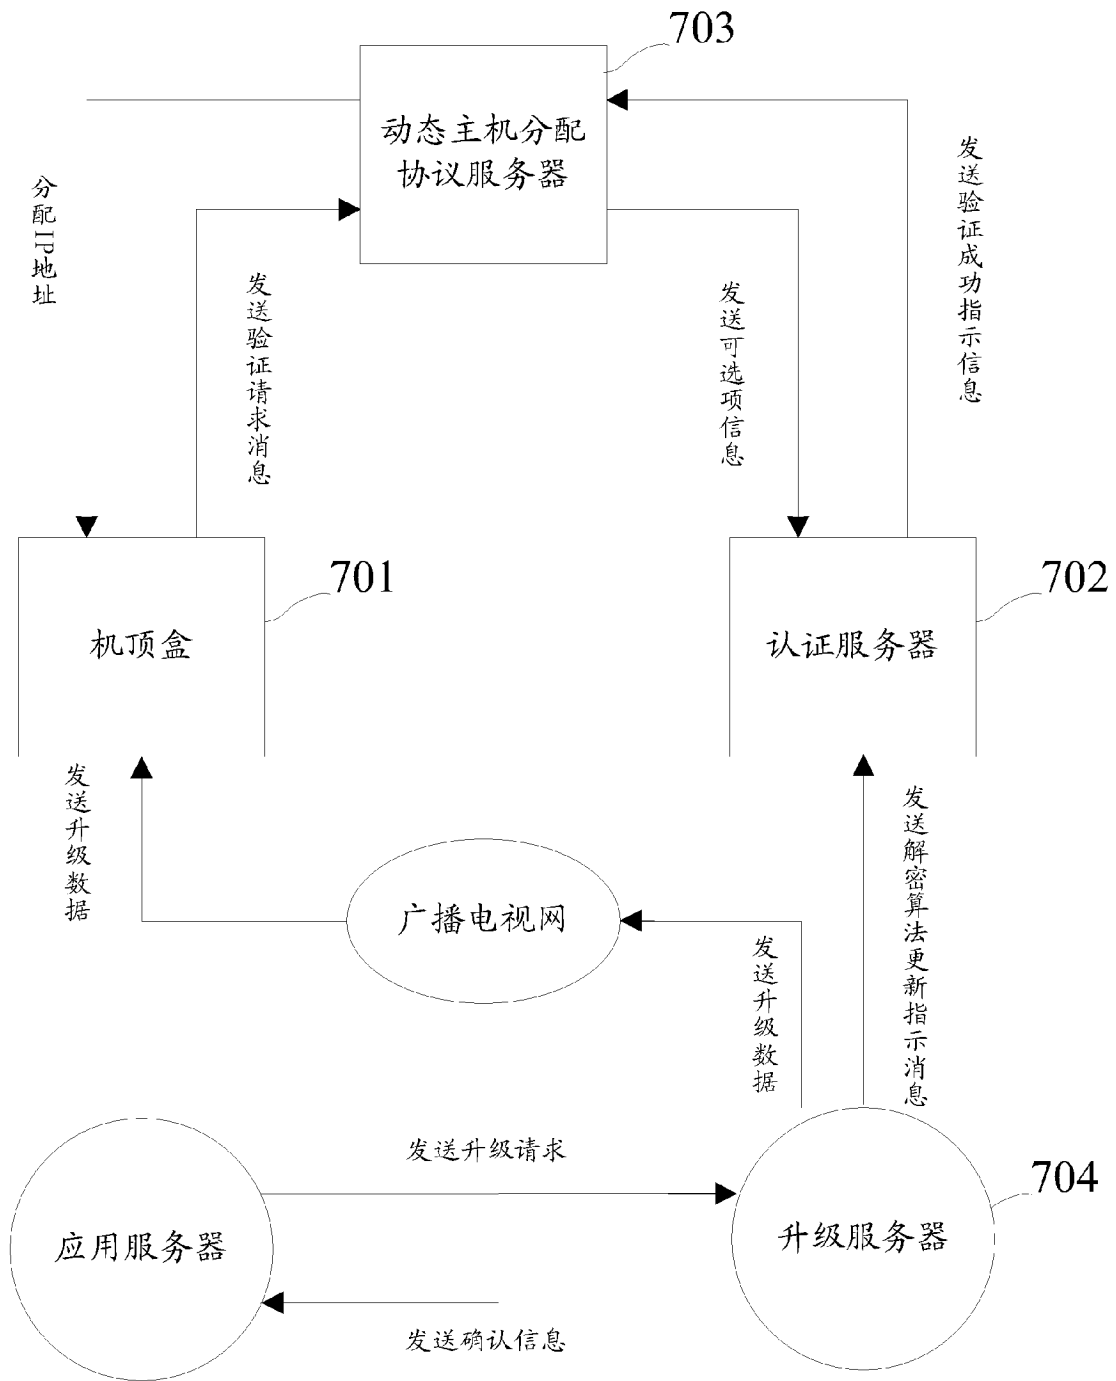 703
动态主机分配
协议服务器
分配IP地址
发送验证请求消息
发送可选项信息
发送验证成功指示信息
701
机顶盒
702
认证服务器
发送升级数据
广播电视网
发送升级数据
发送解密算法更新指示消息
发送升级请求
704
应用服务器
升级服务器
发送确认信息